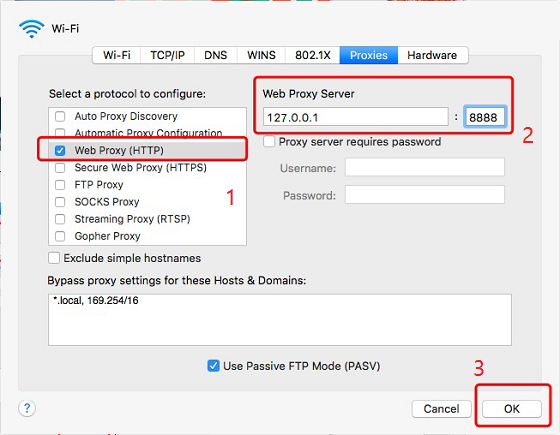 Wi-Fi
Wi-Fi TCP/IP DNS WINS 802.1X Proxies Hardware
Select a protocol to configure:
Auto Proxy Discovery
Automatic Proxy Configuration
Web Proxy (HTTP)
Secure Web Proxy (HTTPS)
FTP Proxy
SOCKS Proxy
Streaming Proxy (RTSP)
Gopher Proxy
1
Exclude simple hostnames
Web Proxy Server
127.0.0.1 : 8888
2
Proxy server requires password
Username:
Password:
Bypass proxy settings for these Hosts & Domains:
*.local, 169.254/16
Use Passive FTP Mode (PASV)
3
? Cancel OK